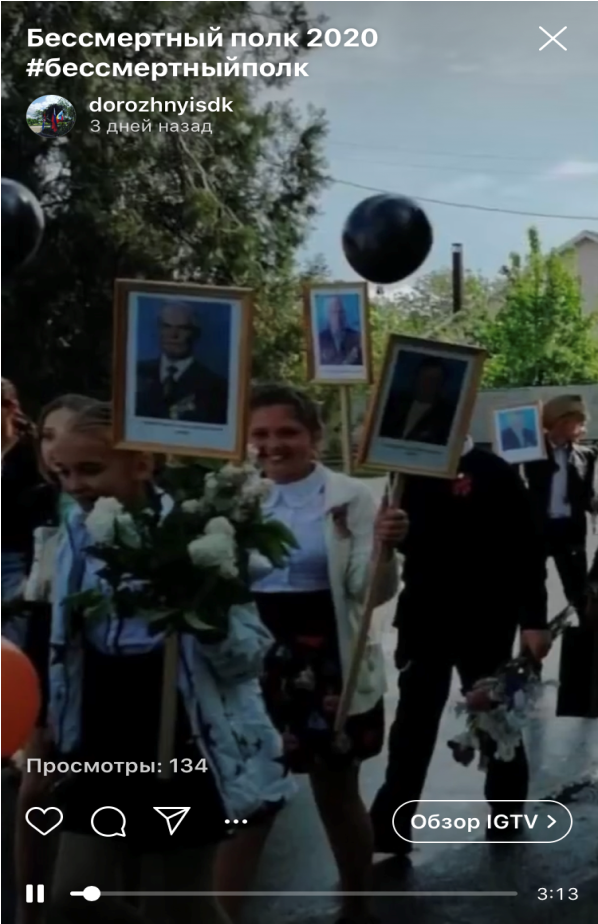 Бессмертный полк 2020
#бессмертныйполк
dorozhnyisdk
3 дней назад
Просмотры: 134
Обзор IGTV >
3:13